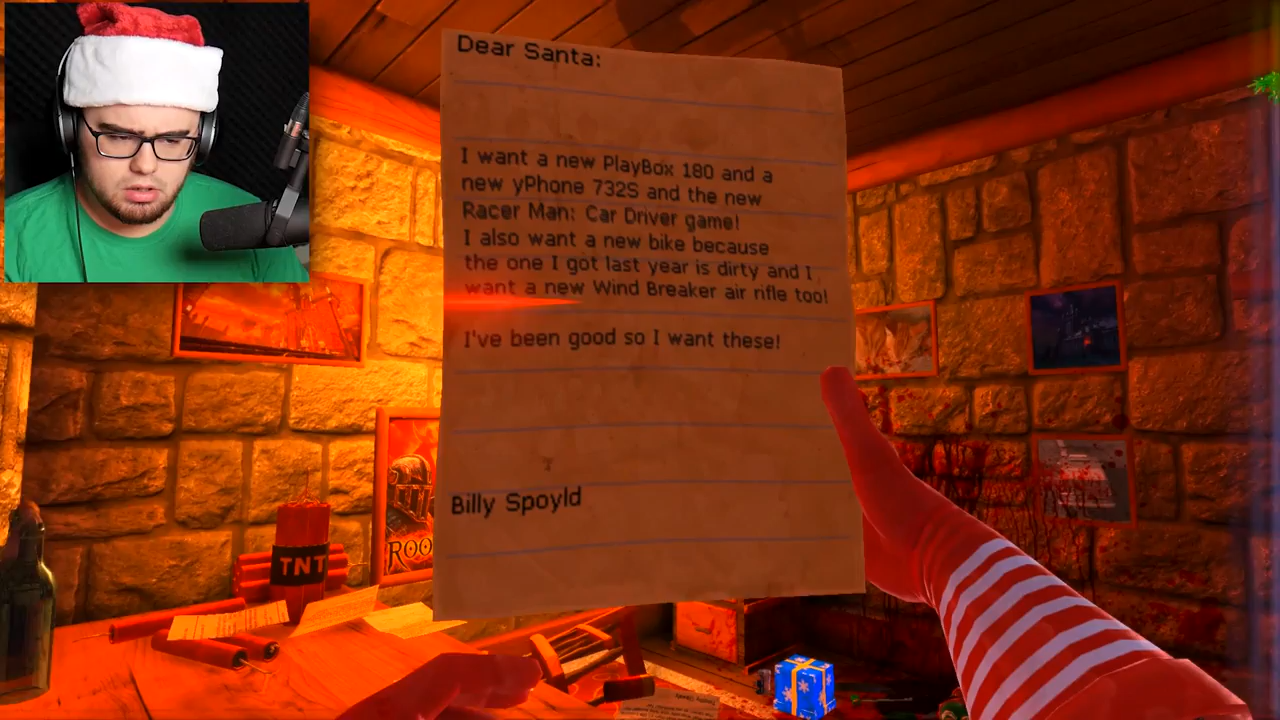 Dear Santa:
I want a new PlayBox 180 and a
new yPhone 732S and the new
Racer Man: Car Driver game!
I also want a new bike because
the one I got last year is dirty and I
want a new Wind Breaker air rifle too!
I've been good so I want these!
Billy Spoyld
TNT
ROO